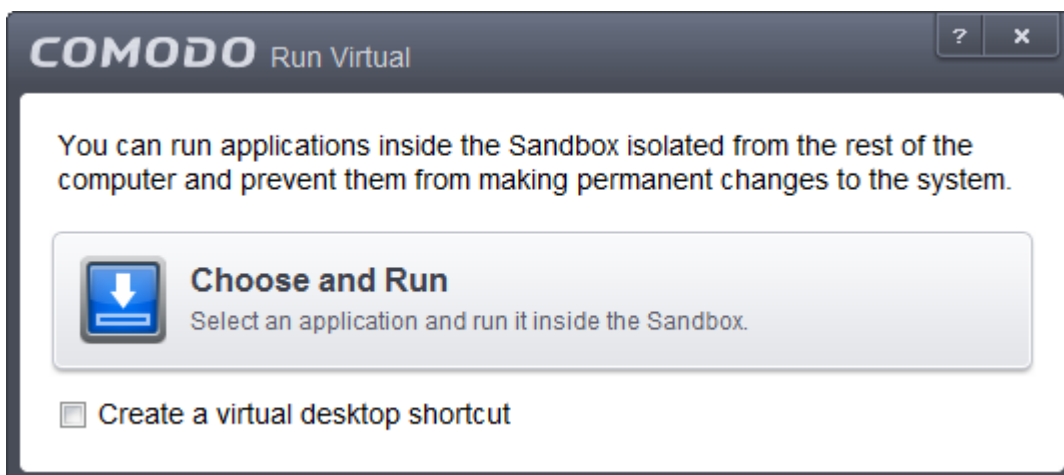 COMODO Run Virtual ? x
You can run applications inside the Sandbox isolated from the rest of the
computer and prevent them from making permanent changes to the system.
Choose and Run
Select an application and run it inside the Sandbox.
Create a virtual desktop shortcut